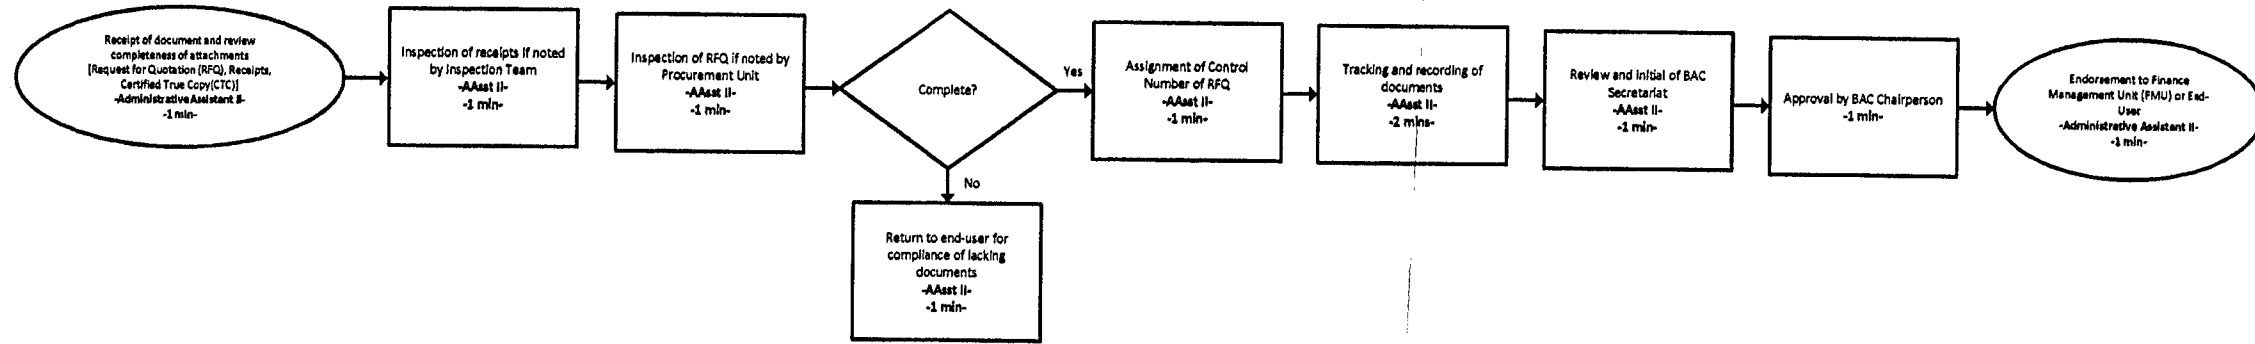 Receipt of document and review
completeness of attachments
[Request for Quotation (RFQ), Receipts,
Certified True Copy(CTC)]
-Administrative Assistant II-
-1 min-
Inspection of receipts if noted
by Inspection Team
-AAsst II-
-1 min-
Inspection of RFQ if noted by
Procurement Unit
-AAsst II-
-1 min-
Complete?
Yes
No
Return to end-user for
compliance of lacking
documents
-AAsst II-
-1 min-
Assignment of Control
Number of RFQ
-AAsst II-
-1 min-
Tracking and recording of
documents
-AAsst II-
-2 mins-
Review and initial of BAC
Secretariat
-AAsst II-
-1 min-
Approval by BAC Chairperson
-1 min-
Endorsement to Finance
Management Unit (FMU) or End-
User
-Administrative Assistant II-
-1 min-